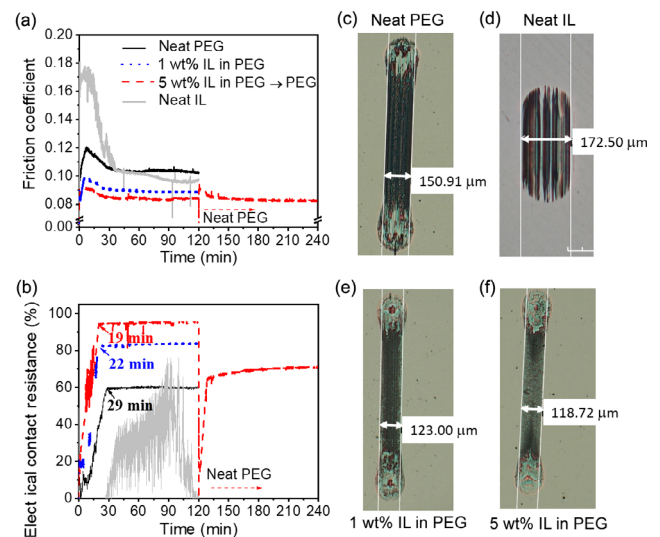 (a)
Neat PEG
1 wt% IL in PEG
5 wt% IL in PEG → PEG
Neat IL
Friction coefficient
0.20
0.18
0.16
0.14
0.12
0.10
0.08
0.00
Neat PEG
0 30 60 90 120 150 180 210 240
Time (min)
(b)
Elect ical contact resistance (%)
100
80
60
40
20
0
19 min
22 min
29 min
Neat PEG
0 30 60 90 120 150 180 210 240
Time (min)
(c) Neat PEG
150.91 μm
(d) Neat IL
172.50 μm
(e)
123.00 μm
1 wt% IL in PEG
(f)
118.72 μm
5 wt% IL in PEG